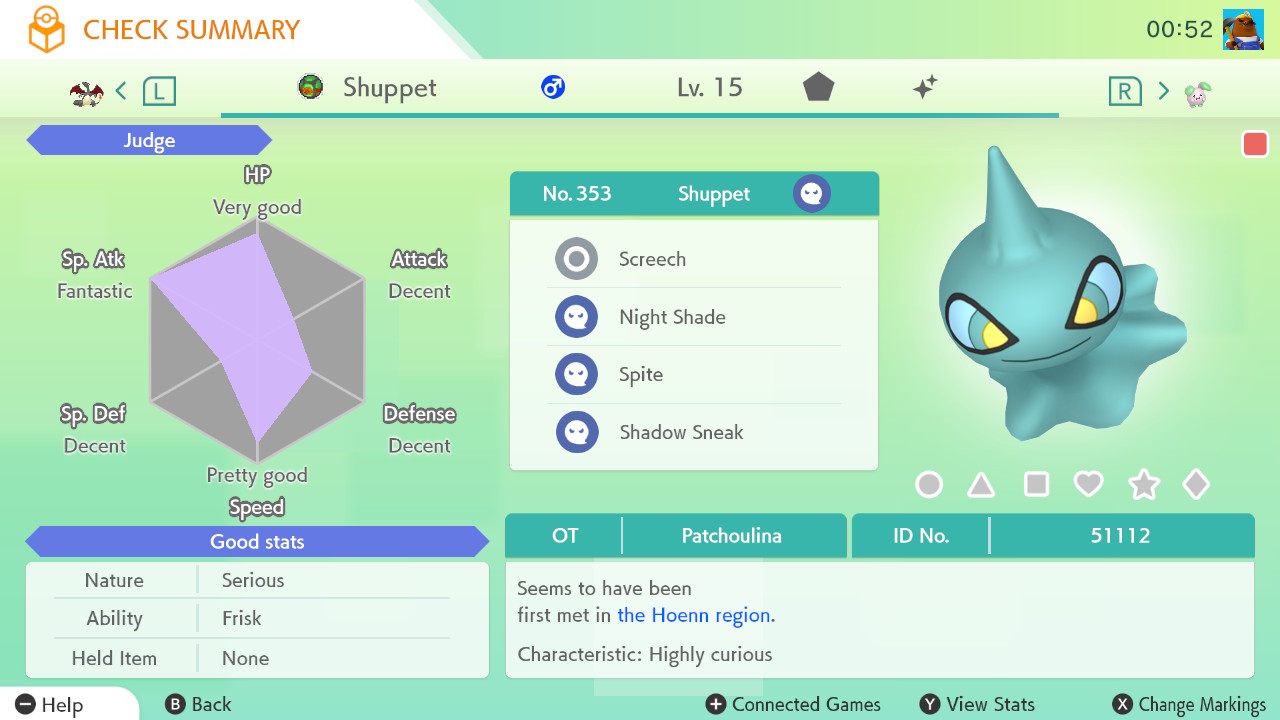 CHECK SUMMARY
00:52
L
Shuppet
Lv. 15
R
Judge
HP
Very good
Sp. Atk
Fantastic
Attack
Decent
Sp. Def
Decent
Defense
Decent
Pretty good
Speed
Good stats
Nature Serious
Ability Frisk
Held Item None
No. 353 Shuppet
Screech
Night Shade
Spite
Shadow Sneak
OT Patchoulina ID No. 51112
Seems to have been
first met in the Hoenn region.
Characteristic: Highly curious
Help
B Back
Connected Games
Y View Stats
X Change Markings